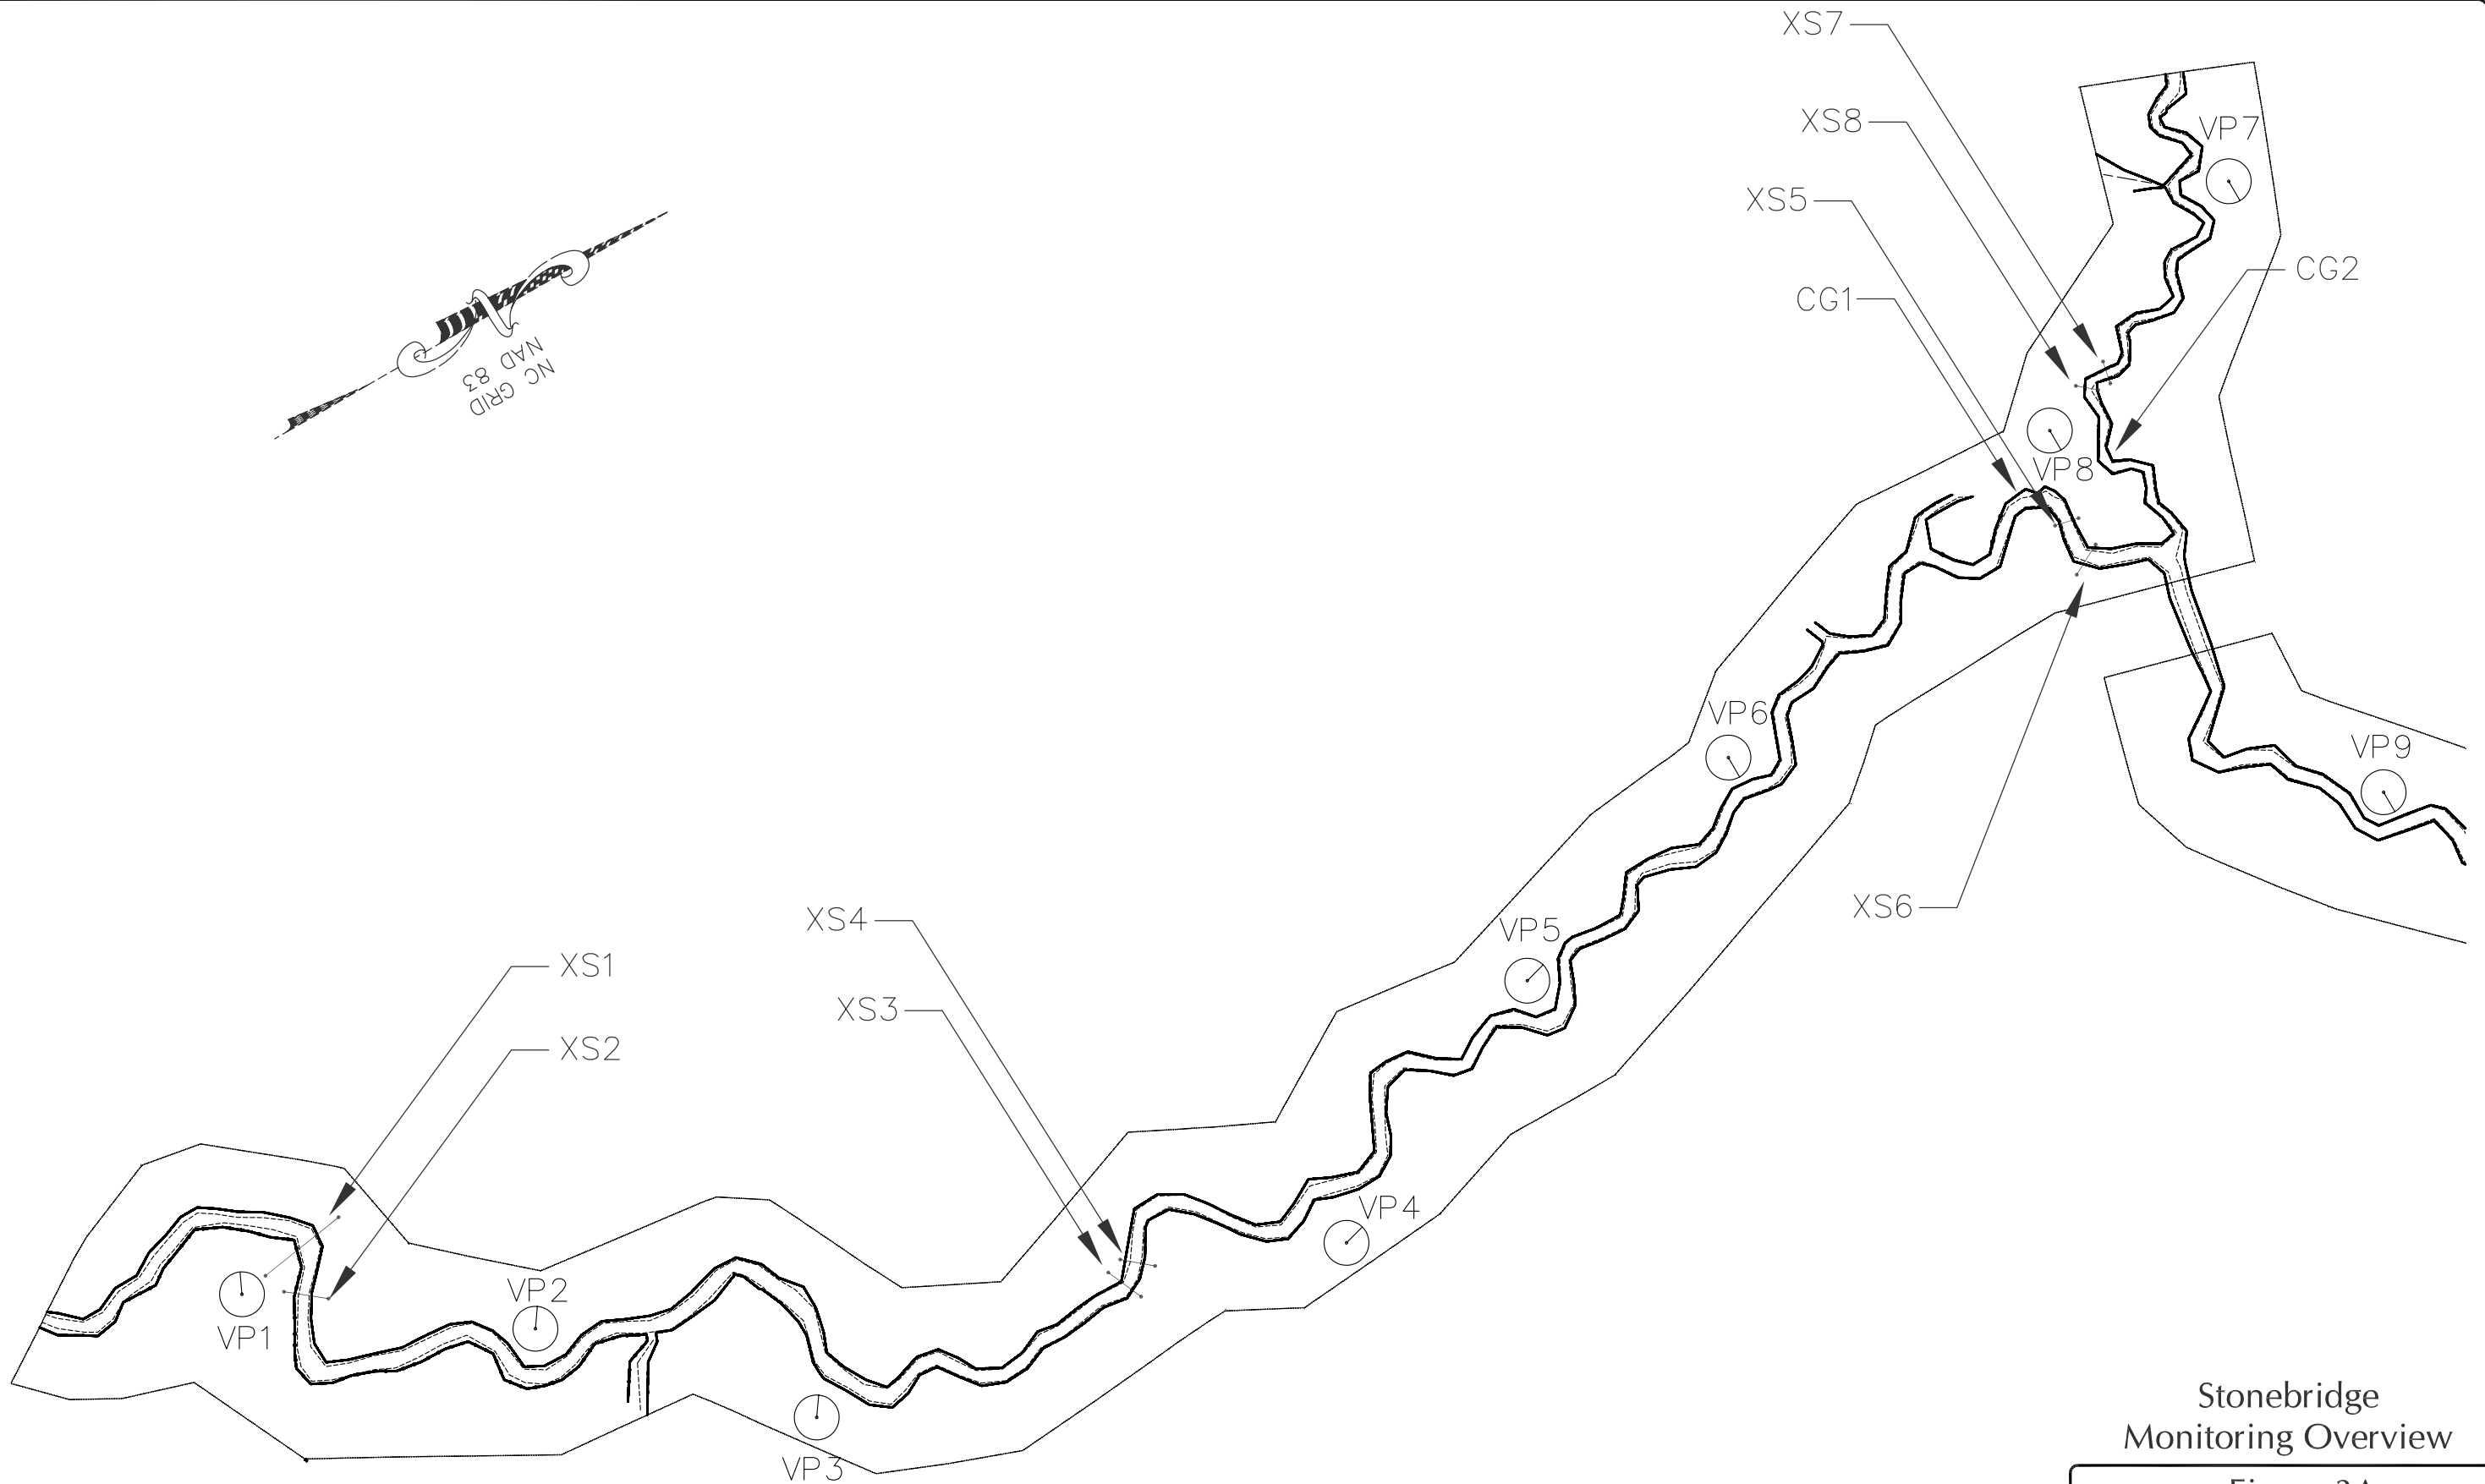 XS7
XS8
VP7
XS5
CG2
CG1
NC GRID
NAD 83
VP8
VP6
VP9
XS6
XS4
VP5
XS1
XS3
XS2
VP4
VP2
VP1
VP3
Stonebridge
Monitoring Overview